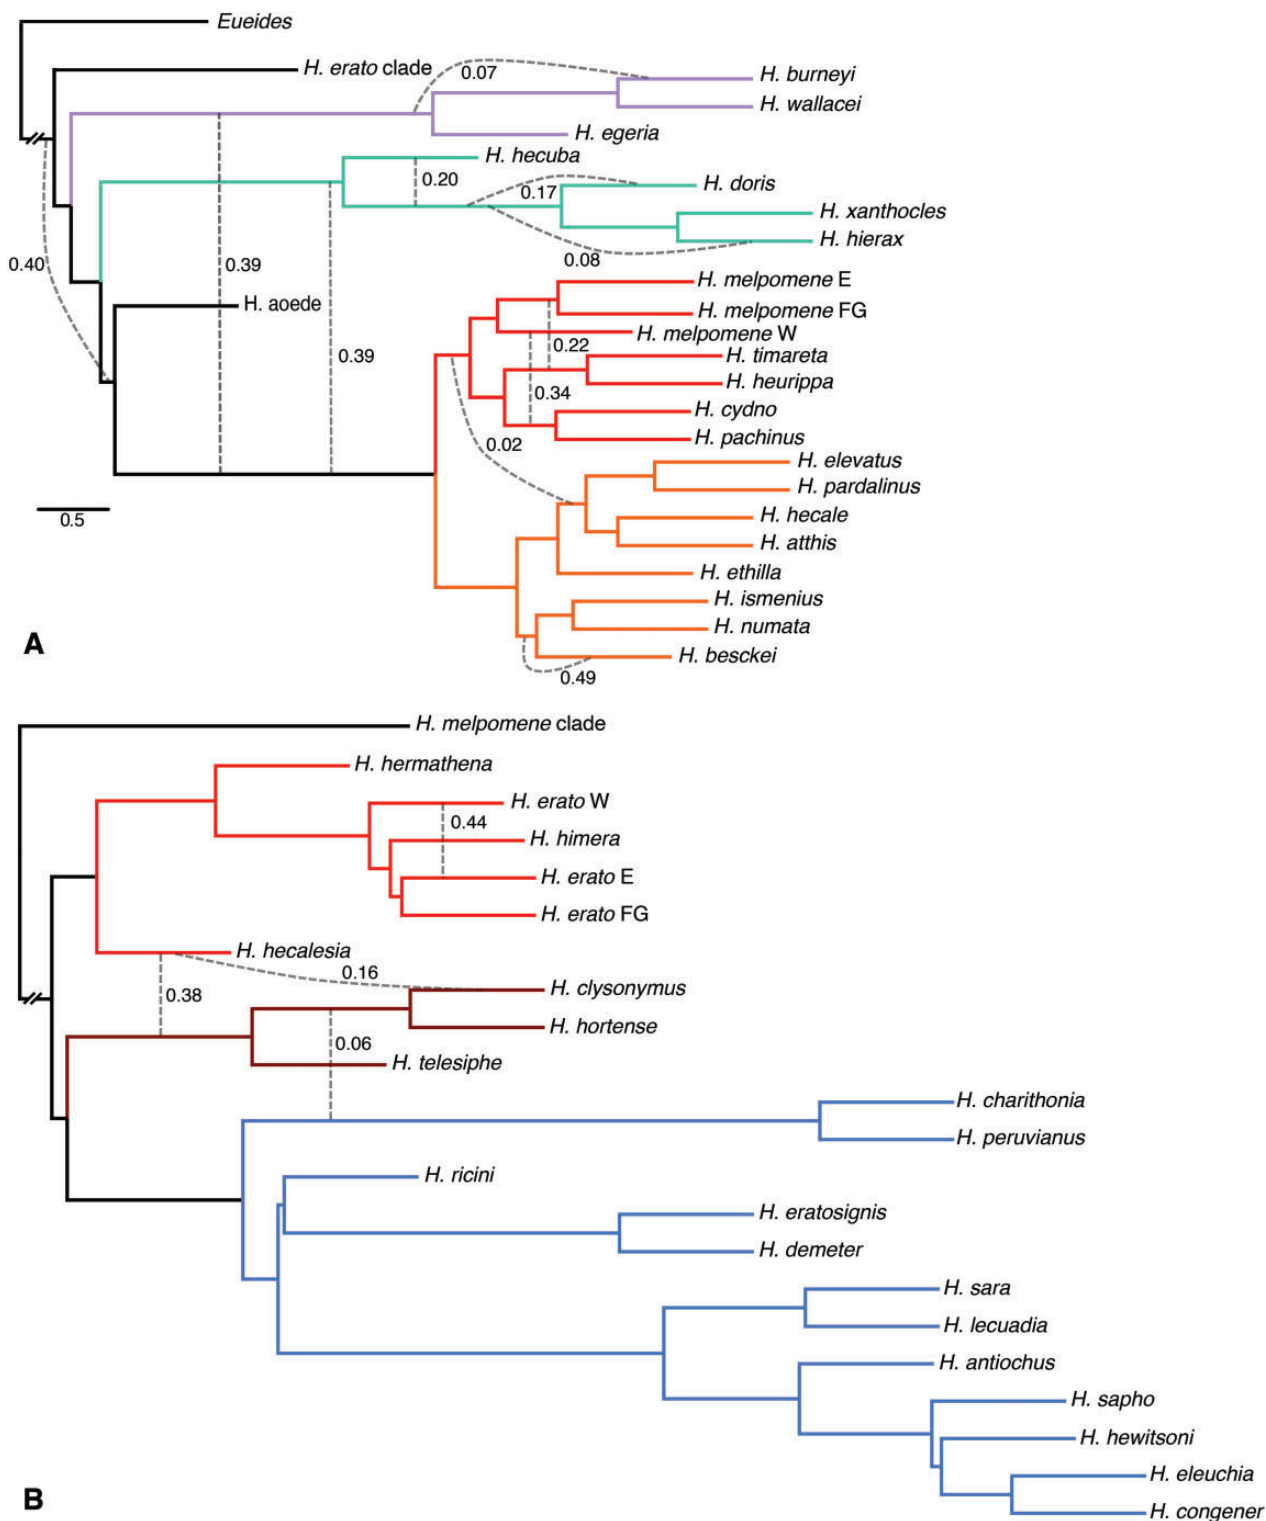 Eueides
H. erato clade
0.07
H. burneyi
H. wallacei
H. egeria
H. hecuba
0.20
H. doris
0.17
H. xanthocles
H. hierax
0.08
0.40
0.39
H. melpomene E
H. aoede
H. melpomene FG
H. melpomene W
0.22
0.39
H. timareta
H. heurippa
0.34
H. cydno
H. pachinus
0.02
H. elevatus
H. pardalinus
0.5
H. hecale
H. atthis
H. ethilla
H. ismenius
H. numata
A
H. besckei
0.49
H. melpomene clade
H. hermathena
H. erato W
0.44
H. himera
H. erato E
H. erato FG
H. hecalesia
0.16
H. clysonymus
0.38
H. hortense
0.06
H. telesiphe
H. charithonia
H. peruvianus
H. ricini
H. eratosignis
H. demeter
H. sara
H. lecuadia
H. antiochus
H. sapho
H. hewitsoni
H. eleuchia
B
H. congener